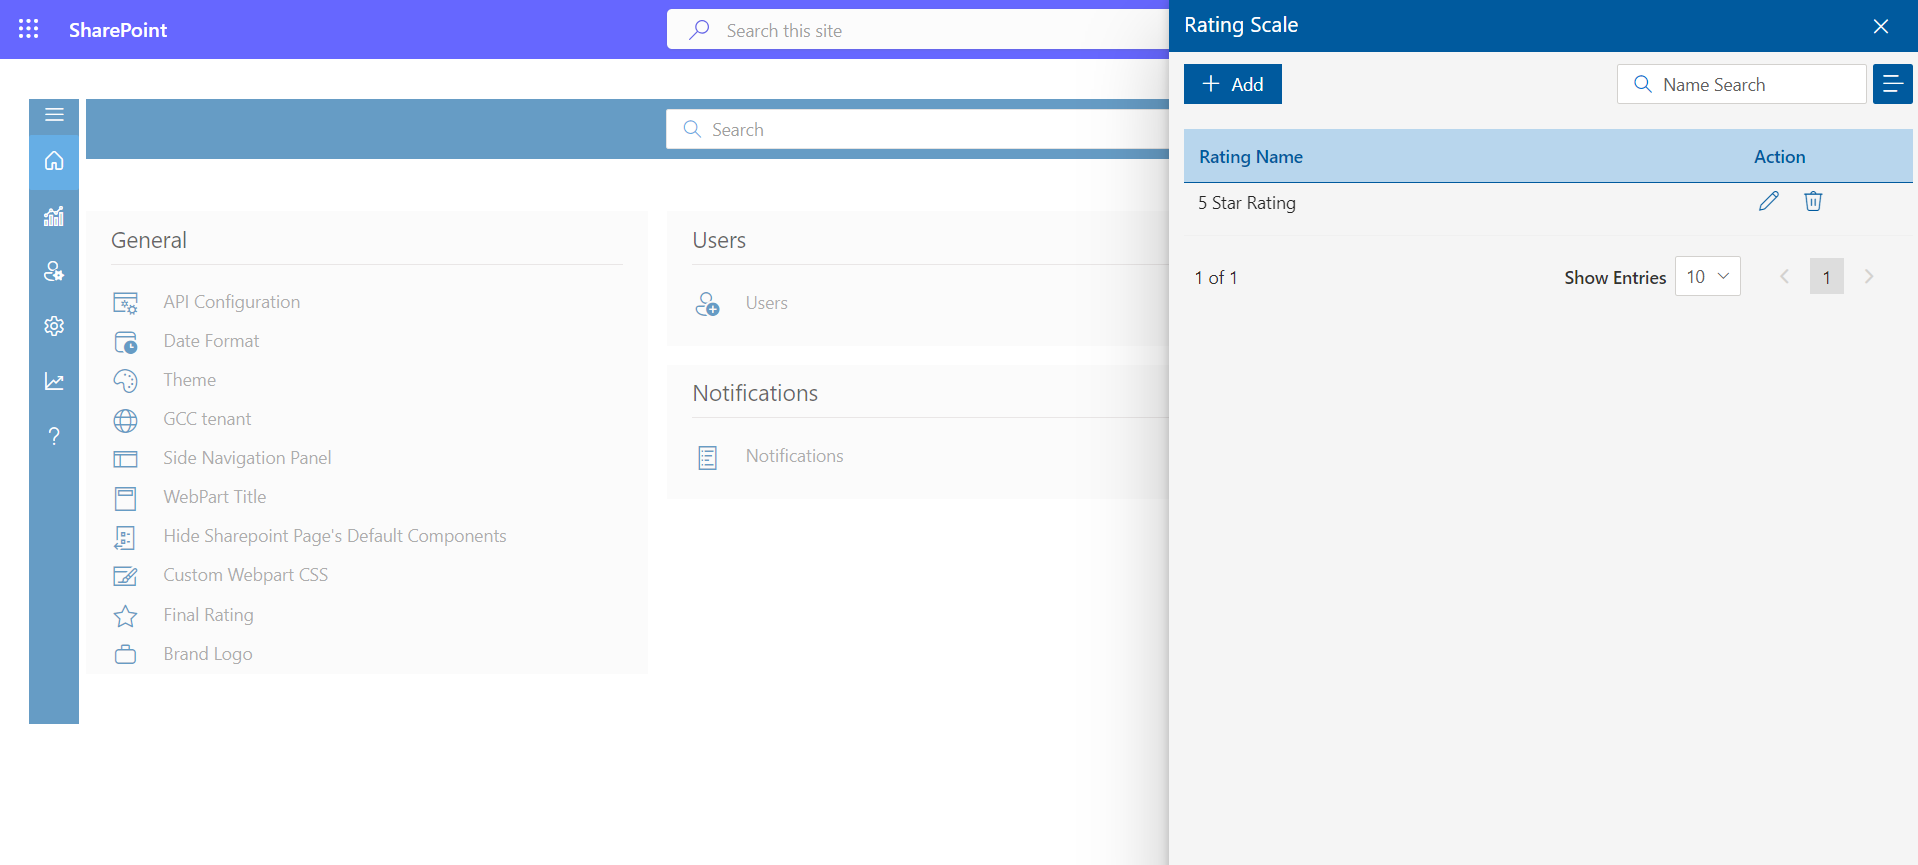 SharePoint
Search this site
Search
General
API Configuration
Date Format
Theme
GCC tenant
Side Navigation Panel
WebPart Title
Hide Sharepoint Page's Default Components
Custom Webpart CSS
Final Rating
Brand Logo
Users
Users
Notifications
Notifications
Rating Scale
Add
Name Search
Rating Name Action
5 Star Rating
1 of 1 Show Entries 10 1